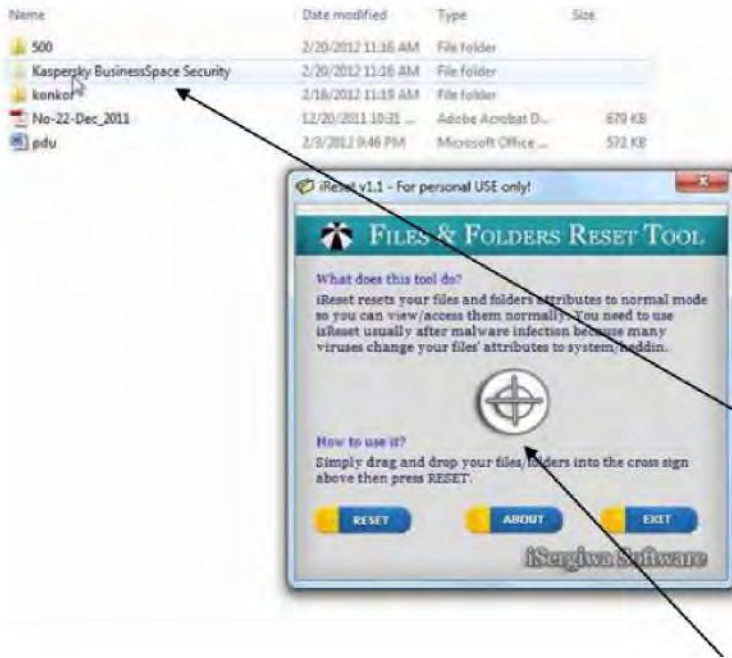 Name Date modified Type Size
500 2/20/2012 11:16 AM File folder
Kaspersky BusinessSpace Security 2/20/2012 11:16 AM File folder
konkor 2/16/2012 11:18 AM File folder
No-22-Dec_2011 12/20/2011 10:31 ... Adobe Acrobat D... 670 KB
pdu 2/3/2012 9:46 PM Microsoft Office ... 572 KB
iReset v1.1 - For personal USE only!
FILES & FOLDERS RESET TOOL
What does this tool do?
iReset resets your files and folders attributes to normal mode
so you can view/access them normally. You need to use
isReset usually after malware infection because many
viruses change your files' attributes to system/heddin.
How to use it?
Simply drag and drop your files/folders into the cross sign
above then press RESET.
RESET ABOUT EXIT
iSergiwa Software